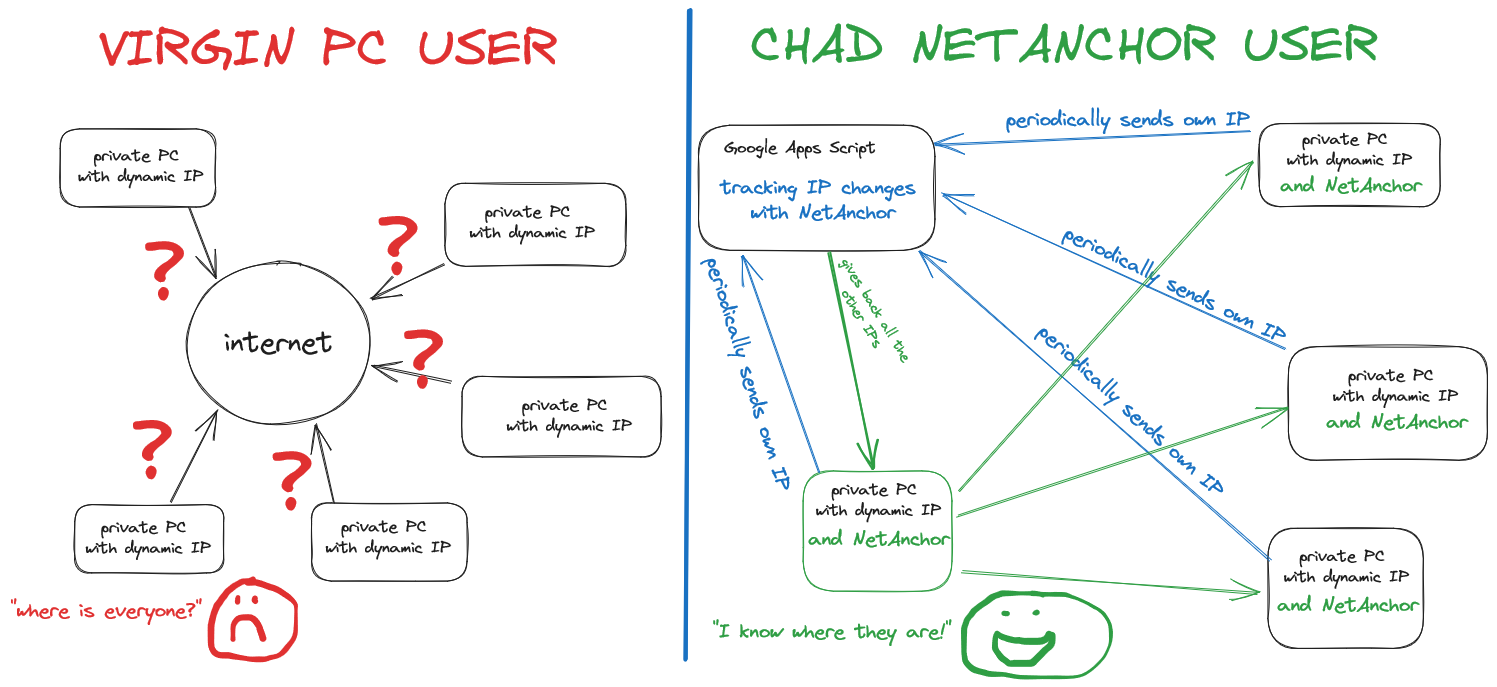 VIRGIN PC USER
private PC
with dynamic IP
private PC
with dynamic IP
?
?
internet
?
private PC
with dynamic IP
?
?
private PC
with dynamic IP
private PC
with dynamic IP
"where is everyone?"
CHAD NETANCHOR USER
Google Apps Script
tracking IP changes
with NetAnchor
periodically sends own IP
private PC
with dynamic IP
and NetAnchor
periodically sends own IP
periodically sends own IP
gives back all the
other IPs
periodically sends own IP
private PC
with dynamic IP
and NetAnchor
private PC
with dynamic IP
and NetAnchor
private PC
with dynamic IP
and NetAnchor
"I know where they are!"